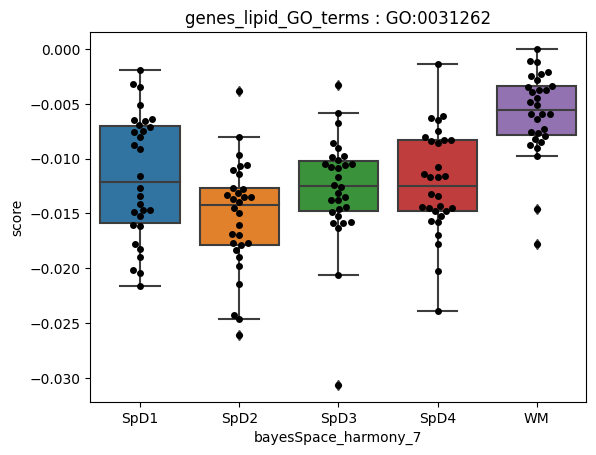 genes_lipid_GO_terms : GO:0031262
0.000
−0.005
−0.010
−0.015
−0.020
−0.025
−0.030
score
SpD1 SpD2 SpD3 SpD4 WM
bayesSpace_harmony_7